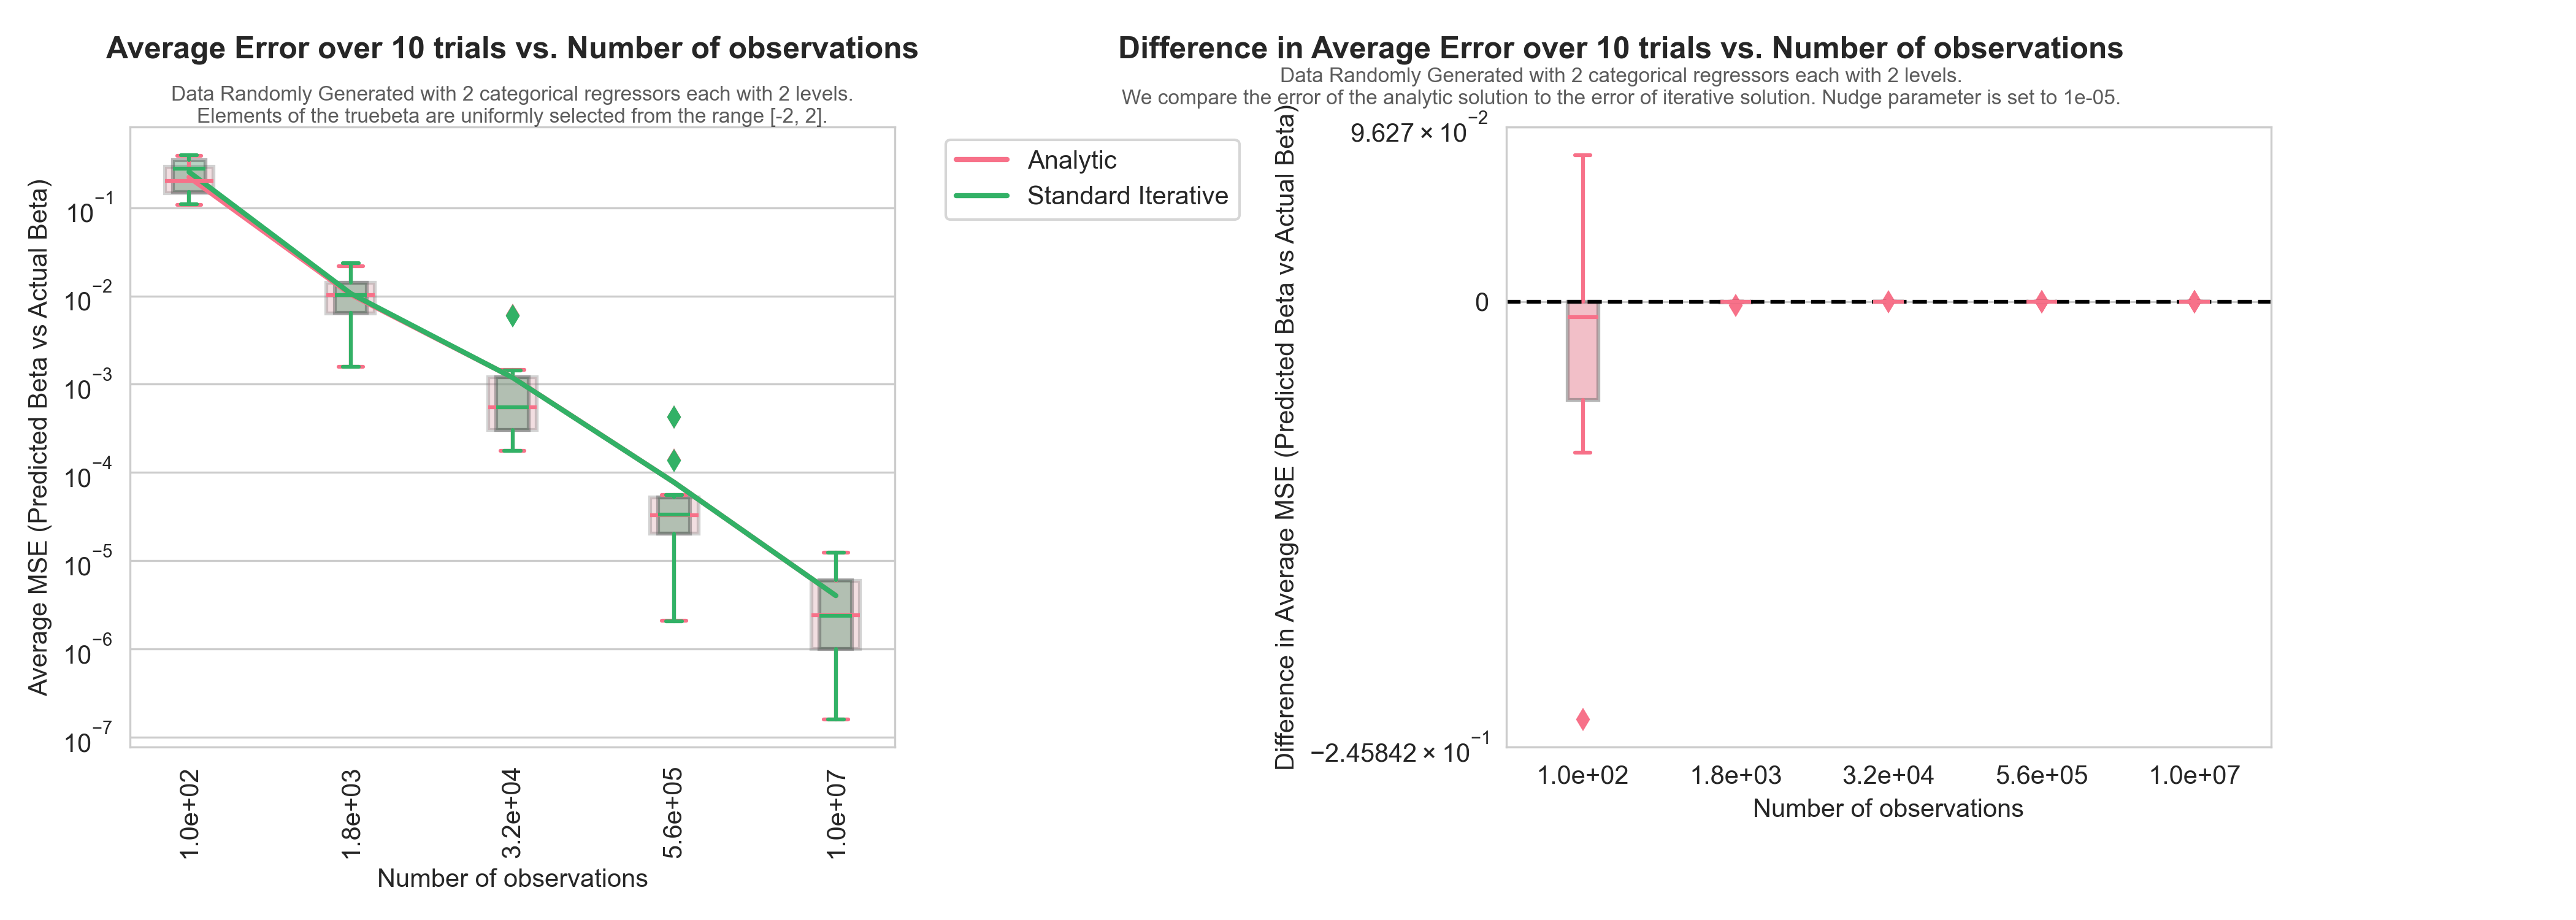 Average Error over 10 trials vs. Number of observations
Data Randomly Generated with 2 categorical regressors each with 2 levels.
Elements of the truebeta are uniformly selected from the range [-2, 2].
Average MSE (Predicted Beta vs Actual Beta)
10⁻¹
10⁻²
10⁻³
10⁻⁴
10⁻⁵
10⁻⁶
10⁻⁷
1.0e+02
1.8e+03
3.2e+04
5.6e+05
1.0e+07
Number of observations
Analytic
Standard Iterative
Difference in Average Error over 10 trials vs. Number of observations
Data Randomly Generated with 2 categorical regressors each with 2 levels.
We compare the error of the analytic solution to the error of iterative solution. Nudge parameter is set to 1e-05.
Difference in Average MSE (Predicted Beta vs Actual Beta)
9.627 × 10⁻²
0
−2.45842 × 10⁻¹
1.0e+02
1.8e+03
3.2e+04
5.6e+05
1.0e+07
Number of observations